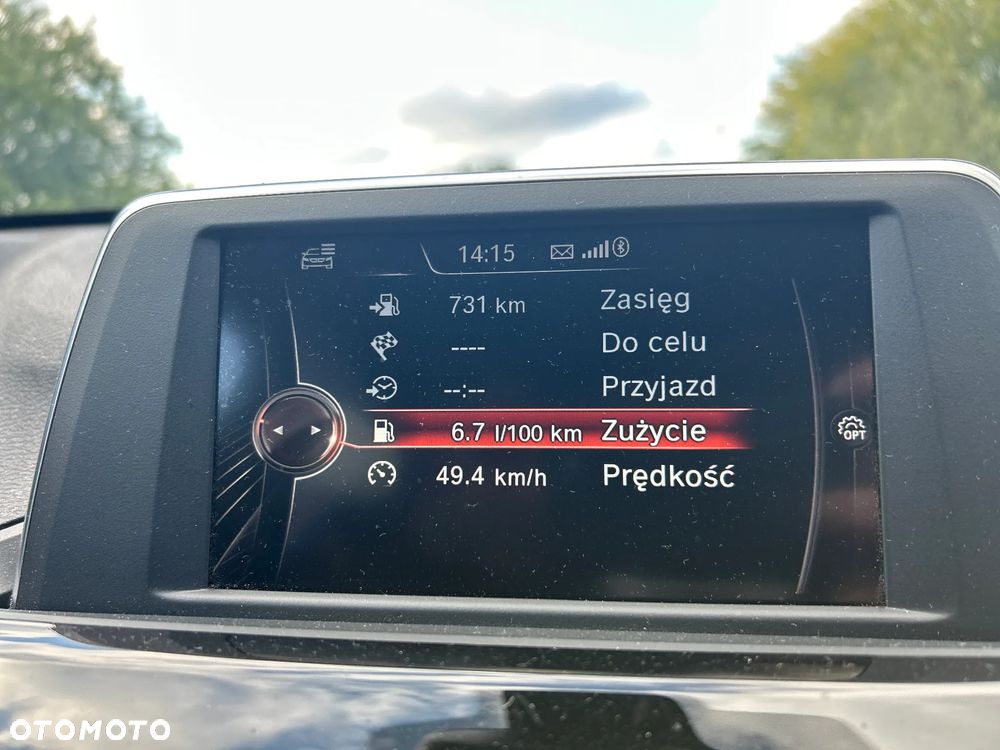 14:15
731 km Zasięg
---- Do celu
--:-- Przyjazd
6.7 l/100 km Zużycie
49.4 km/h Prędkość
OPT
OTOMOTO